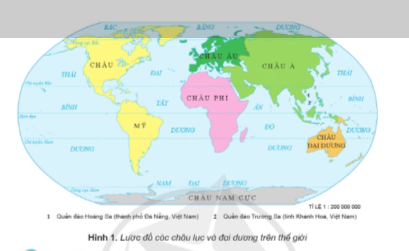 BẮC BĂNG DƯƠNG
CHÂU ÂU
CHÂU Á
CHÂU
THÁI ĐẠI THÁI
CHÂU PHI
BÌNH TÂY ẤN BÌNH
MỸ DƯƠNG ĐỘ
DƯƠNG DƯƠNG CHÂU ĐẠI DƯƠNG DƯƠNG
NAM ĐẠI DƯƠNG
CHÂU NAM CỰC
TỈ LỆ 1 : 200 000 000
1 Quần đảo Hoàng Sa (thành phố Đà Nẵng, Việt Nam) 2 Quần đảo Trường Sa (tỉnh Khánh Hòa, Việt Nam)
Hình 1. Lược đồ các châu lục và đại dương trên thế giới